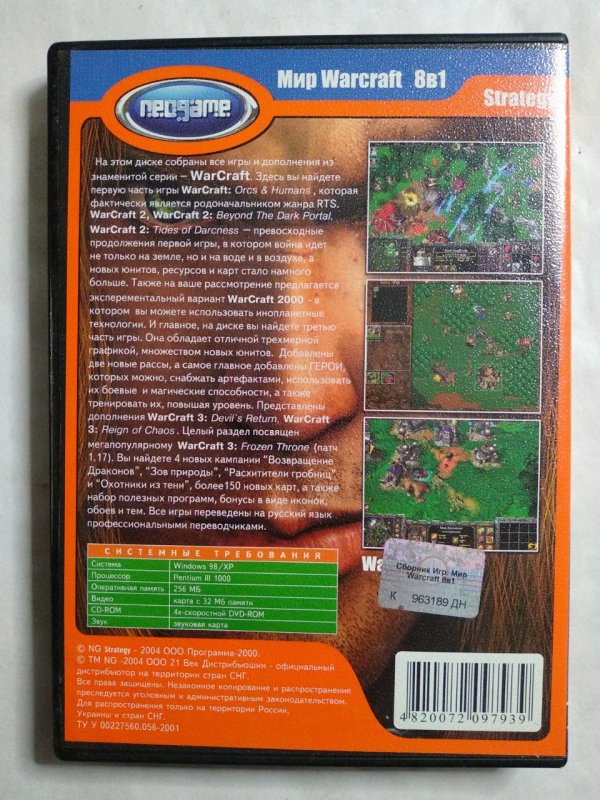 neogame
Мир Warcraft 8в1
Strategy
На этом диске собраны все игры и дополнения из
знаменитой серии – WarCraft. Здесь вы найдете
первую часть игры WarCraft: Orcs & Humans, которая
фактически является родоначальником жанра RTS.
WarCraft 2, WarCraft 2: Beyond The Dark Portal,
WarCraft 2: Tides of Darcness – превосходные
продолжения первой игры, в котором война идет
не только на земле, но и на воде и в воздухе, а
новых юнитов, ресурсов и карт стало намного
больше. Также на ваше рассмотрение предлагается
эксперементальный вариант WarCraft 2000 - в
котором вы можете использовать инопланетные
технологии. И главное, на диске вы найдете третью
часть игры. Она обладает отличной трехмерной
графикой, множеством новых юнитов. Добавлены
две новые расы, а самое главное добавлены ГЕРОИ,
которых можно, снабжать артефактами, использовать
их боевые и магические способности, а также
тренировать их, повышая уровень. Представлены
дополнения WarCraft 3: Devil's Return, WarCraft
3: Reign of Chaos. Целый раздел посвящен
мегапопулярному WarCraft 3: Frozen Throne (патч
1.17). Вы найдете 4 новых кампании "Возвращение
Драконов", "Зов природы", "Расхитители гробниц"
и "Охотники из тени", более150 новых карт, а также
набор полезных программ, бонусы в виде иконок,
обоев и тем. Все игры переведены на русский язык
профессиональными переводчиками.
СИСТЕМНЫЕ ТРЕБОВАНИЯ
Система Windows 98/XP
Процессор Pentium III 1000
Оперативная память 256 МБ
Видео карта с 32 Мб памяти
CD-ROM 4х-скоростной DVD-ROM
Звук звуковая карта
Wa
Сборник Игр: Мир
Warcraft 8в1
К 963189 ДН
© NG Strategy - 2004 ООО Программа-2000,
© TM NG -2004 ООО 21 Век Дистрибьюшин - официальный
дистрибьютор на территории стран СНГ.
Все права защищены. Незаконное копирование и распространение
преследуется уголовным и административным законодательством.
Для распространения только на территории России,
Украины и стран СНГ.
ТУ У 00227560.056-2001
4 820072 097939